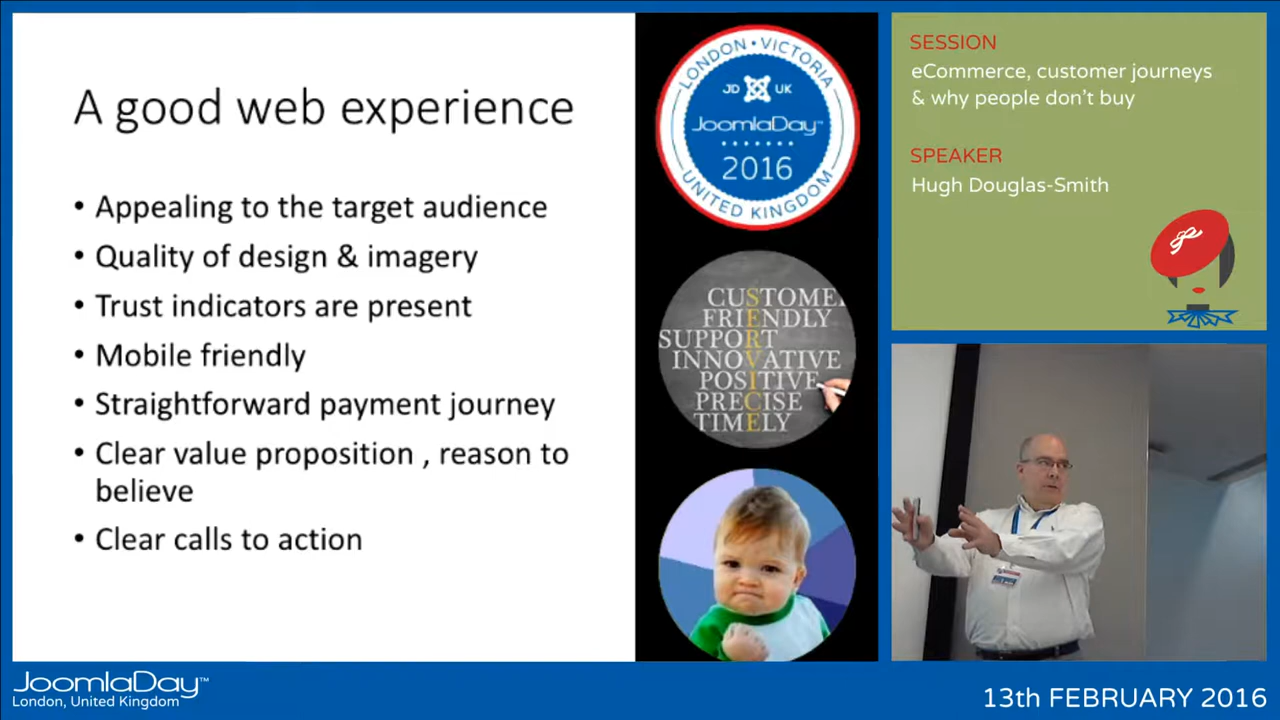 A good web experience
• Appealing to the target audience
• Quality of design & imagery
• Trust indicators are present
• Mobile friendly
• Straightforward payment journey
• Clear value proposition , reason to
believe
• Clear calls to action
LONDON • VICTORIA
JD UK
JoomlaDay™
2016
UNITED KINGDOM
CUSTOME
FRIENDLY
SUPPORT
INNOVATIVE
POSITIVE
PRECISE
TIMELY
SESSION
eCommerce, customer journeys
& why people don't buy
SPEAKER
Hugh Douglas-Smith
JoomlaDay™
London, United Kingdom
13th FEBRUARY 2016